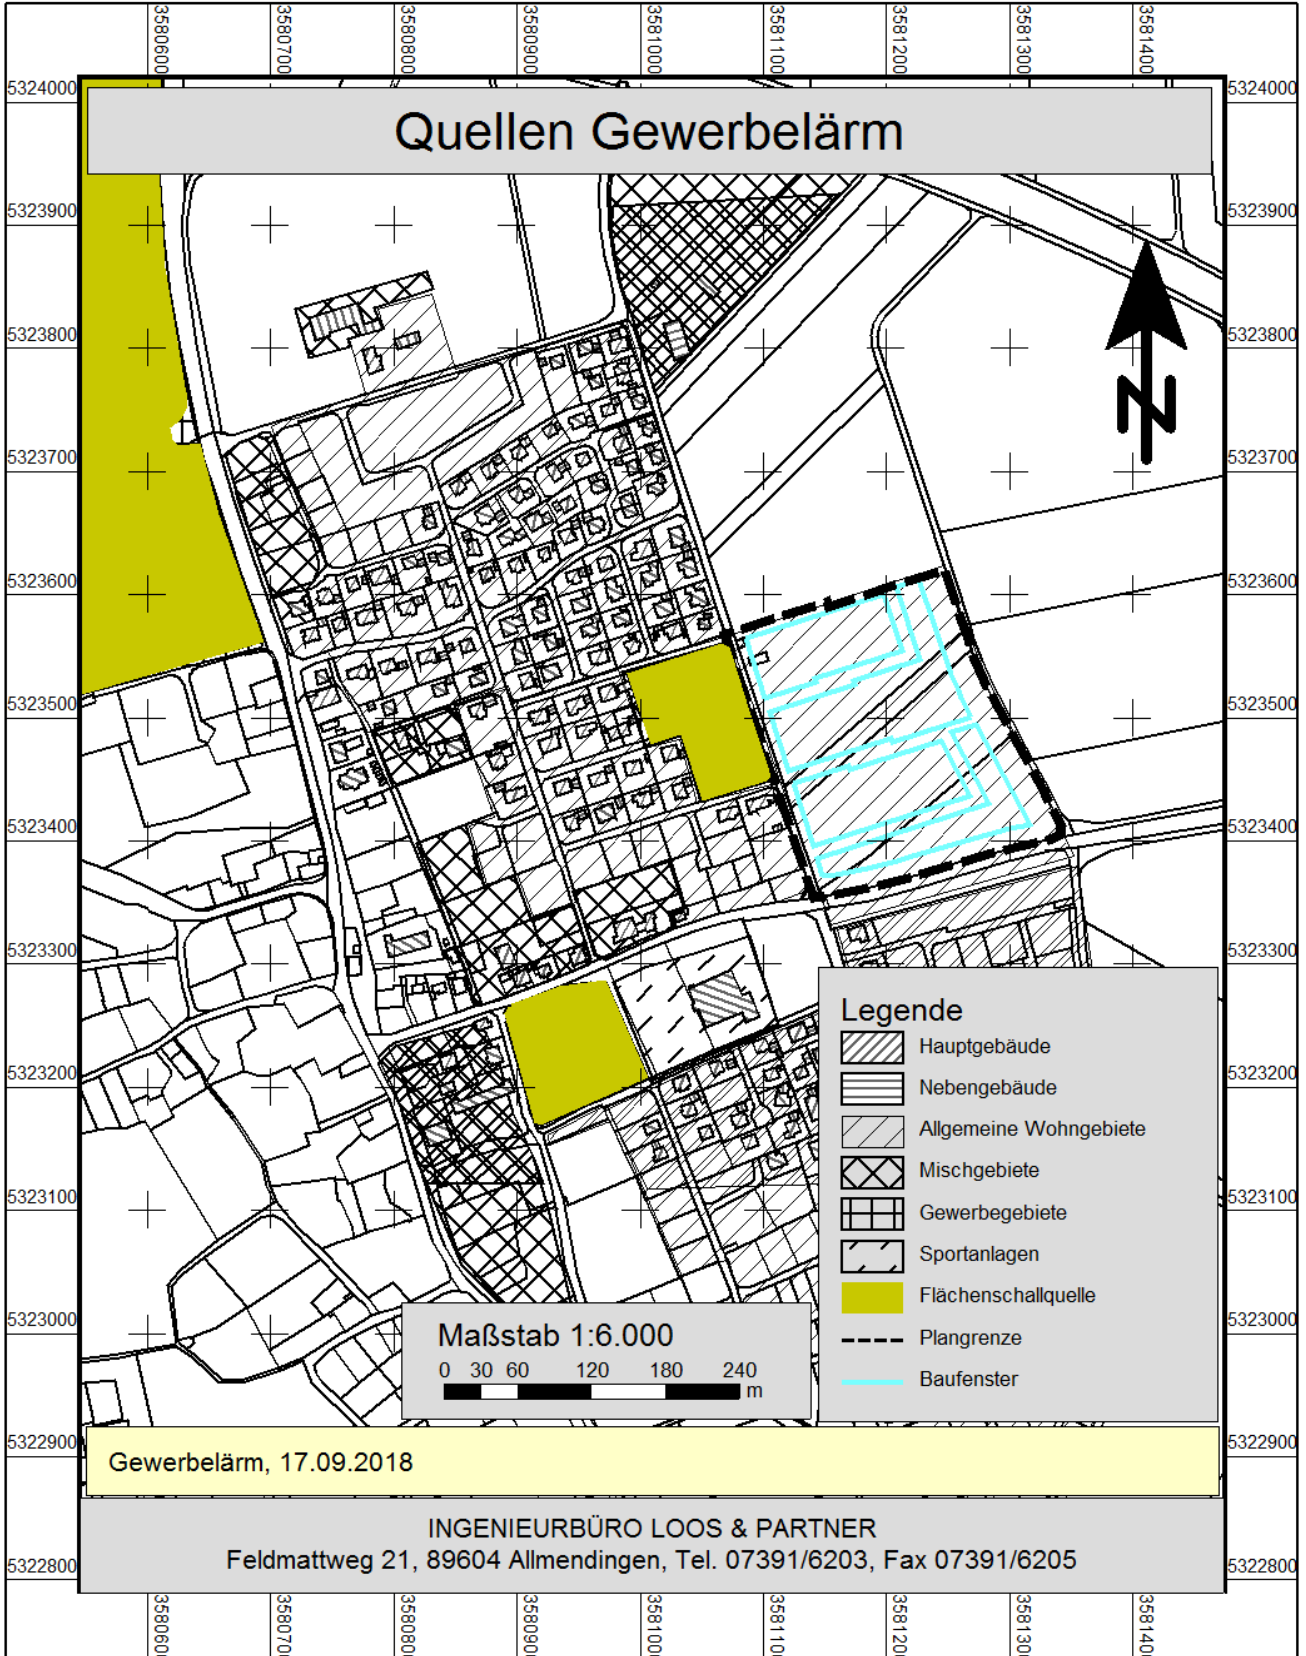 3580600
3580700
3580800
3580900
3581000
3581100
3581200
3581300
3581400
5324000
5324000
Quellen Gewerbelärm
5323900
5323900
5323800
5323800
N
5323700
5323700
5323600
5323600
5323500
5323500
5323400
5323400
5323300
5323300
Legende
Hauptgebäude
Nebengebäude
Allgemeine Wohngebiete
Mischgebiete
Gewerbegebiete
Sportanlagen
Flächenschallquelle
Plangrenze
Baufenster
5323200
5323200
5323100
5323100
5323000
5323000
Maßstab 1:6.000
0 30 60 120 180 240
m
5322900
5322900
Gewerbelärm, 17.09.2018
INGENIEURBÜRO LOOS & PARTNER
Feldmattweg 21, 89604 Allmendingen, Tel. 07391/6203, Fax 07391/6205
5322800
5322800
3580600
3580700
3580800
3580900
3581000
3581100
3581200
3581300
3581400